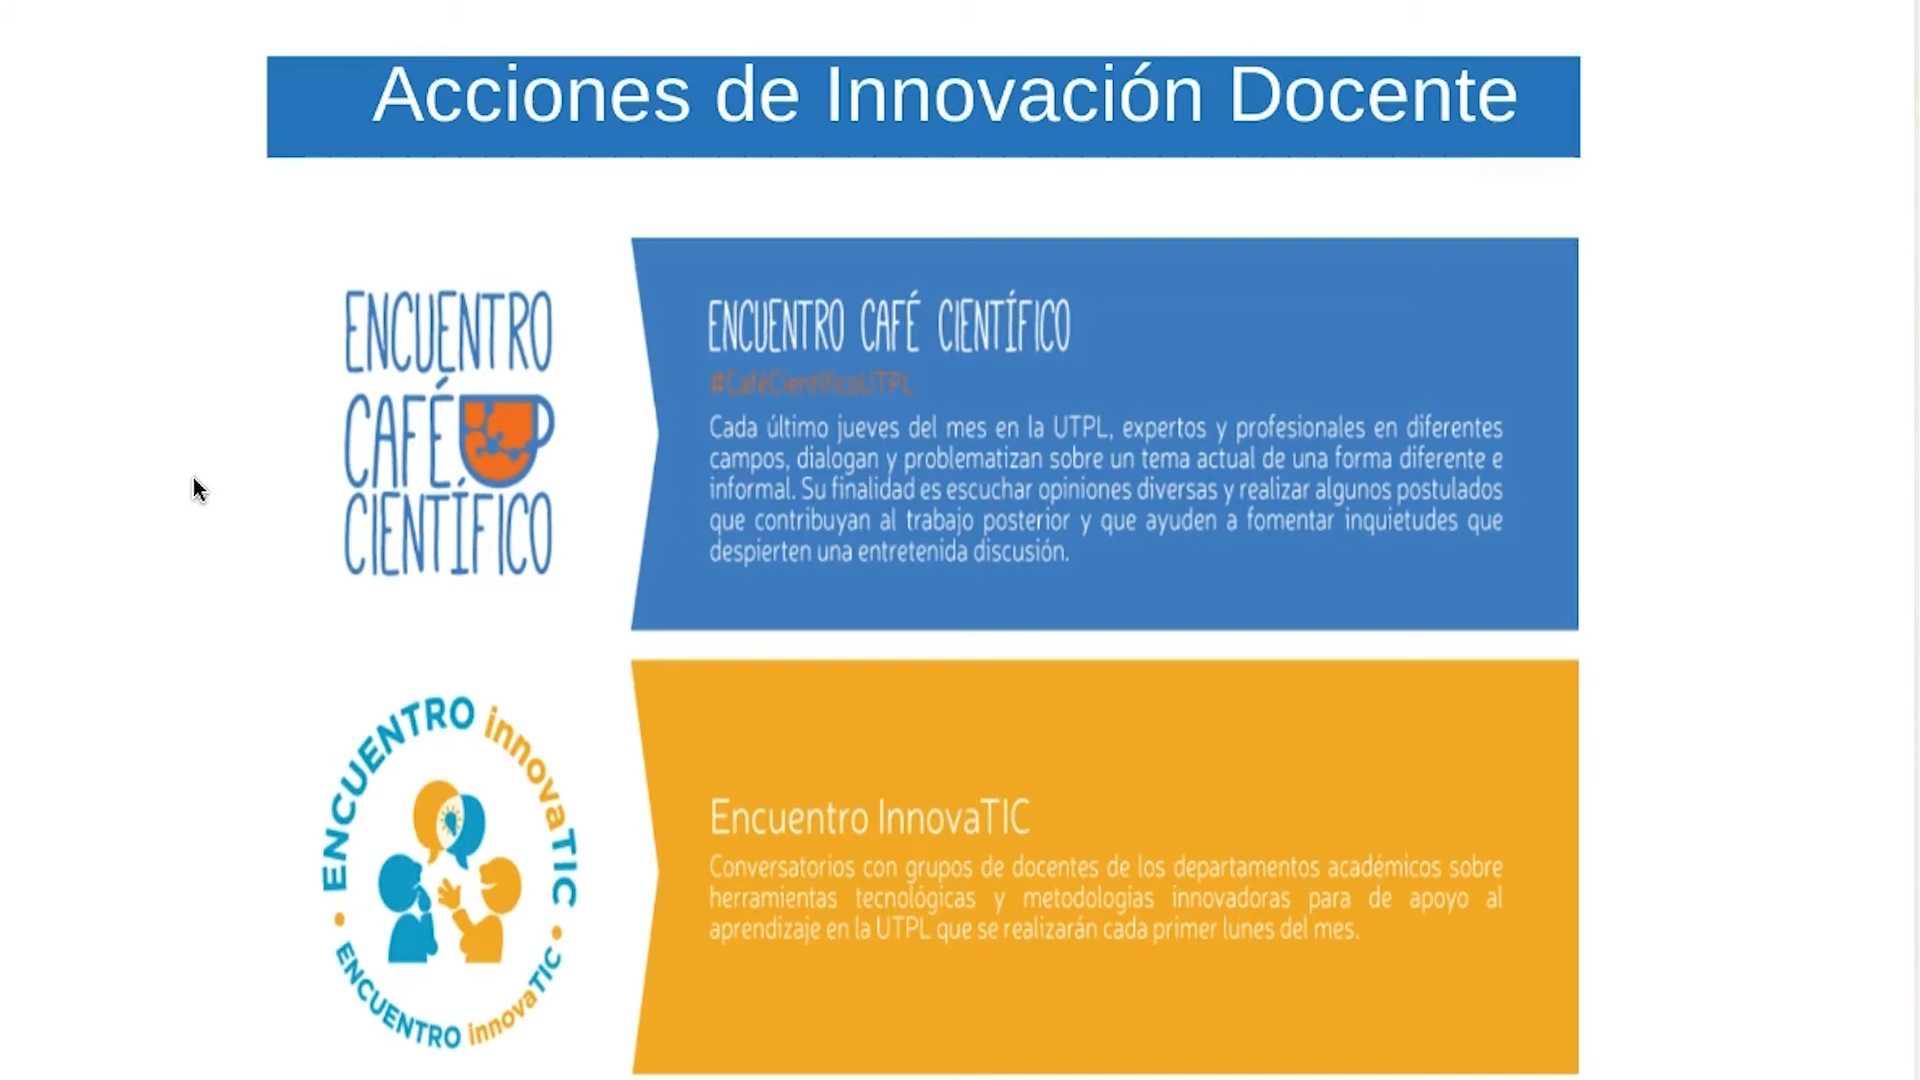 Acciones de Innovación Docente
ENCUENTRO
CAFÉ
CIENTÍFICO
ENCUENTRO CAFÉ CIENTÍFICO
#CaféCientíficoUTPL
Cada último jueves del mes en la UTPL, expertos y profesionales en diferentes
campos, dialogan y problematizan sobre un tema actual de una forma diferente e
informal. Su finalidad es escuchar opiniones diversas y realizar algunos postulados
que contribuyan al trabajo posterior y que ayuden a fomentar inquietudes que
despierten una entretenida discusión.
ENCUENTRO innovaTIC
ENCUENTRO innovaTIC
Encuentro InnovaTIC
Conversatorios con grupos de docentes de los departamentos académicos sobre
herramientas tecnológicas y metodologias innovadoras para de apoyo al
aprendizaje en la UTPL que se realizarán cada primer lunes del mes.